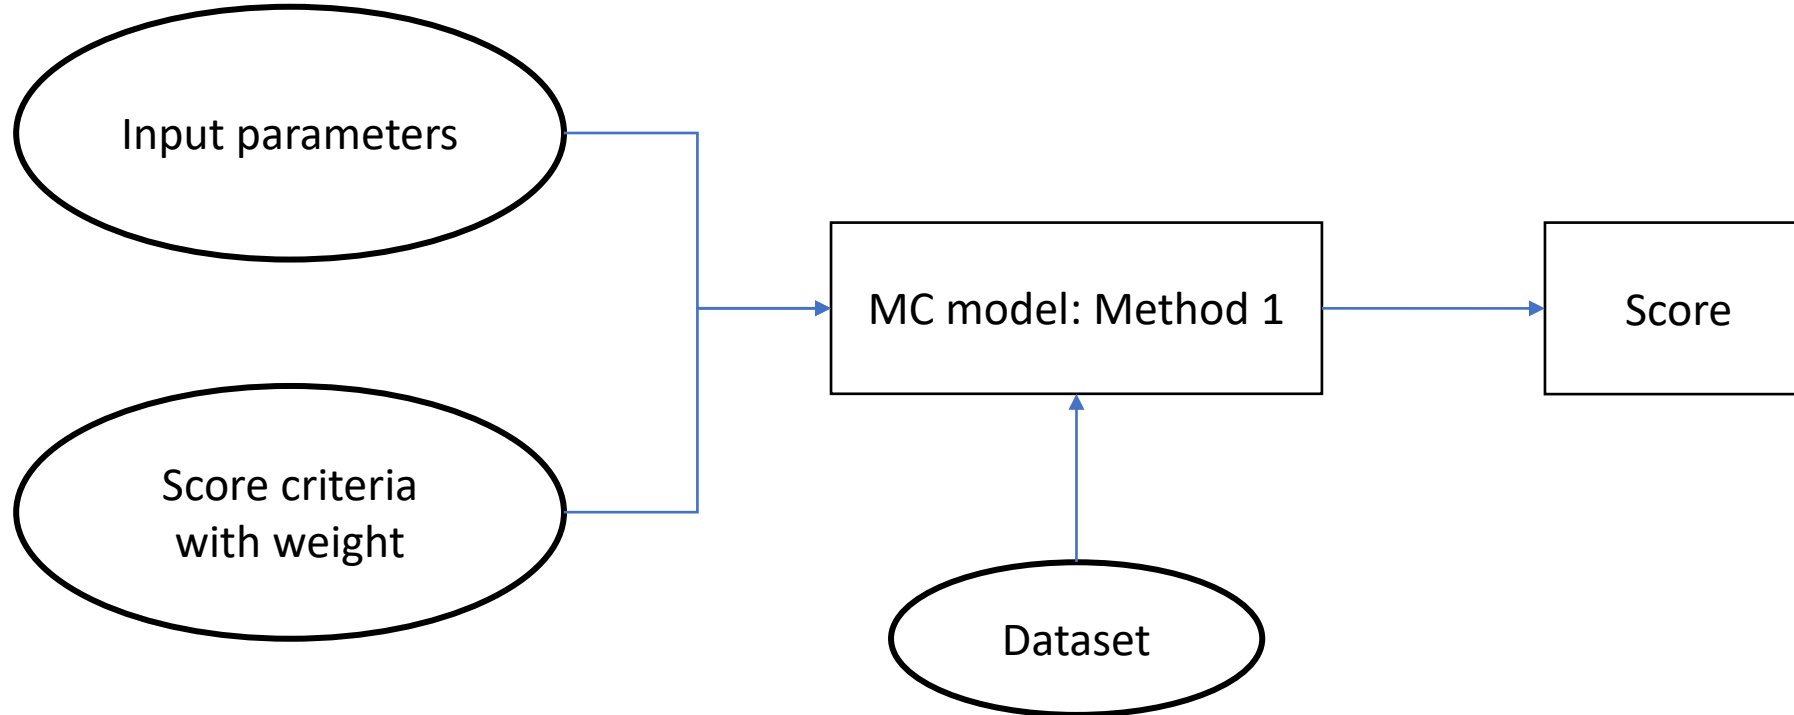 Input parameters
Score criteria
with weight
MC model: Method 1
Score
Dataset